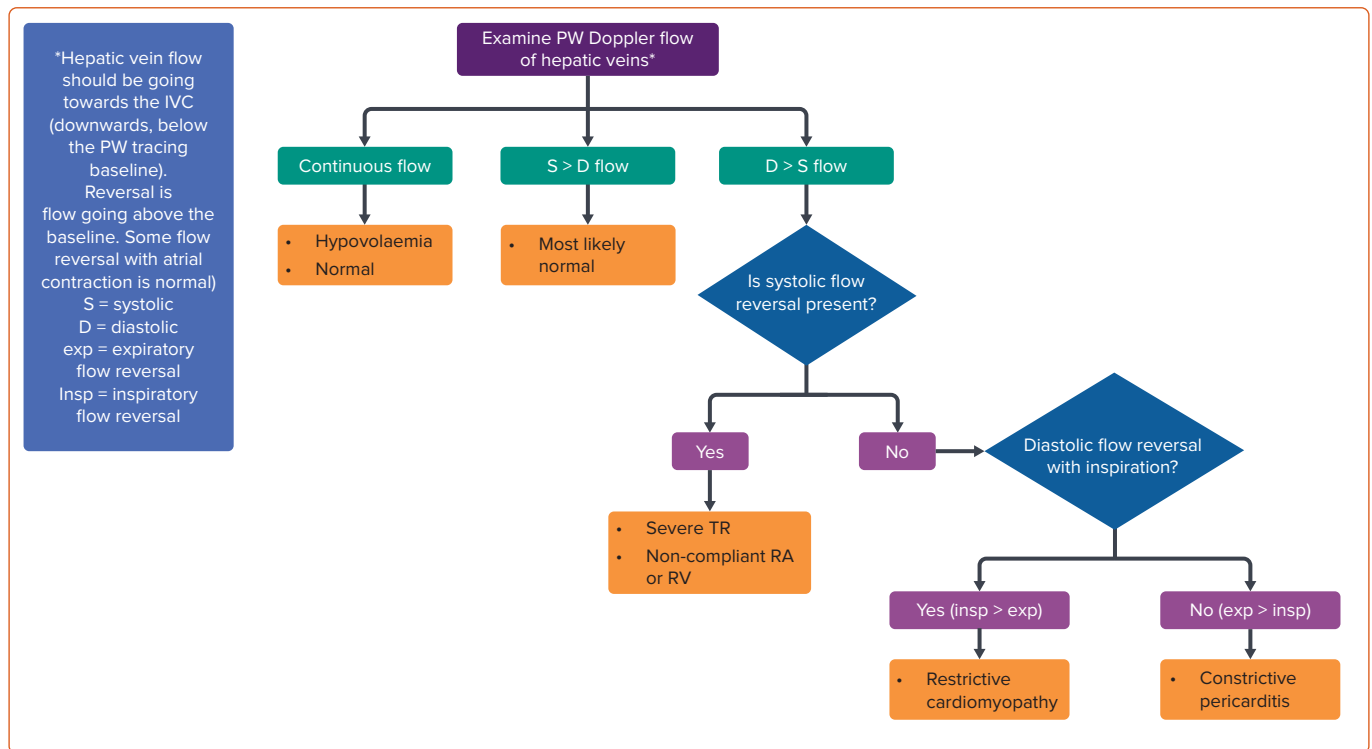 *Hepatic vein flow
should be going
towards the IVC
(downwards, below
the PW tracing
baseline).
Reversal is
flow going above the
baseline. Some flow
reversal with atrial
contraction is normal)
S = systolic
D = diastolic
exp = expiratory
flow reversal
Insp = inspiratory
flow reversal
Examine PW Doppler flow
of hepatic veins*
Continuous flow
S > D flow
D > S flow
• Hypovolaemia
• Normal
• Most likely
normal
Is systolic flow
reversal present?
Yes
No
Diastolic flow reversal
with inspiration?
• Severe TR
• Non-compliant RA
or RV
Yes (insp > exp)
No (exp > insp)
• Restrictive
cardiomyopathy
• Constrictive
pericarditis